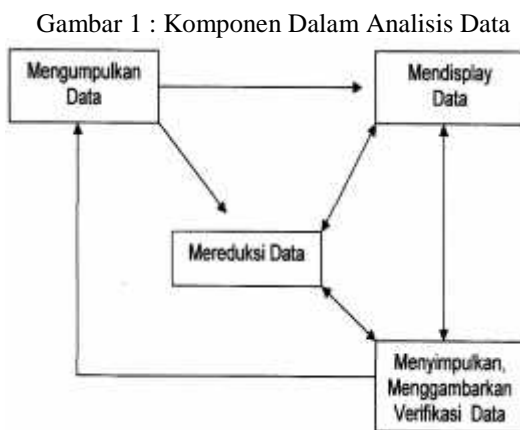 Gambar 1 : Komponen Dalam Analisis Data
Mengumpulkan
Data
Mendisplay
Data
Mereduksi Data
Menyimpulkan,
Menggambarkan
Verifikasi Data